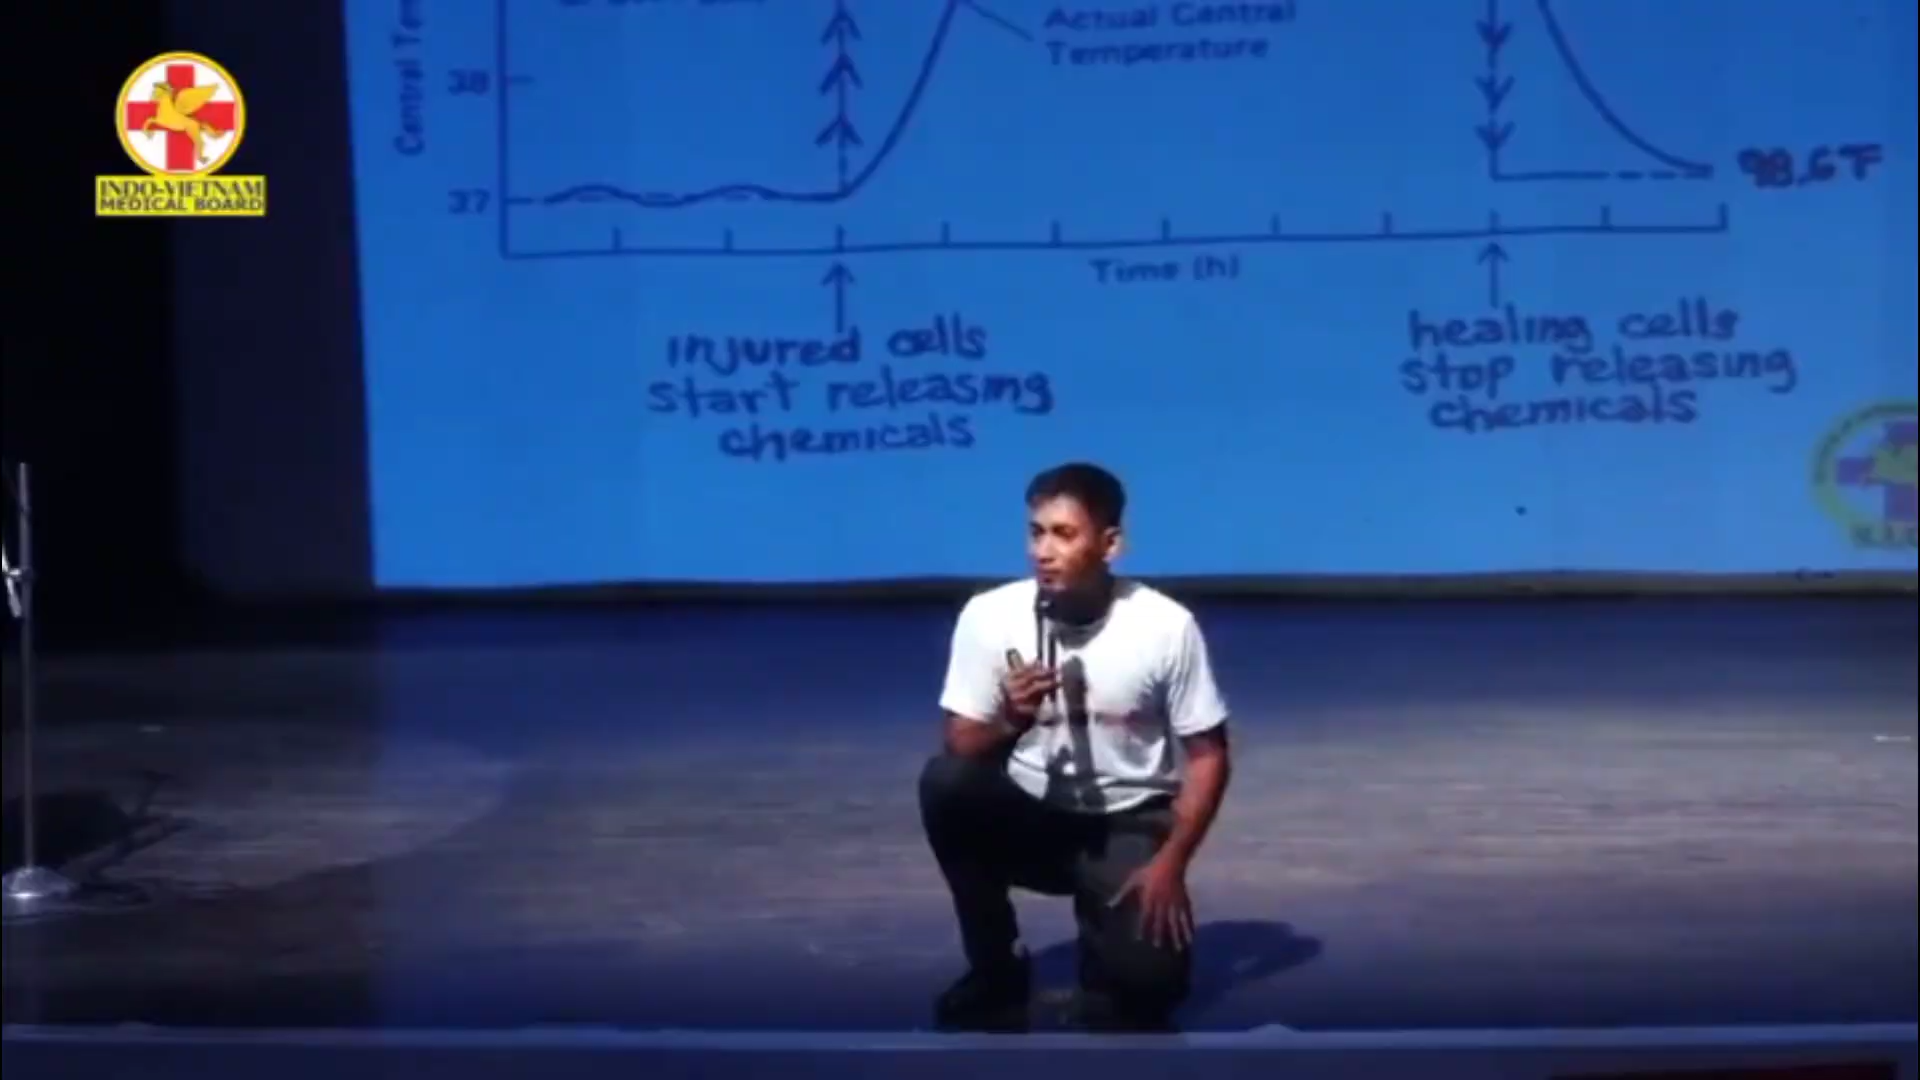 INDO-VIETNAM
MEDICAL BOARD
Actual Central
Temperature
38
37
98.6°F
Time (h)
injured cells
start releasing
chemicals
healing cells
stop releasing
chemicals